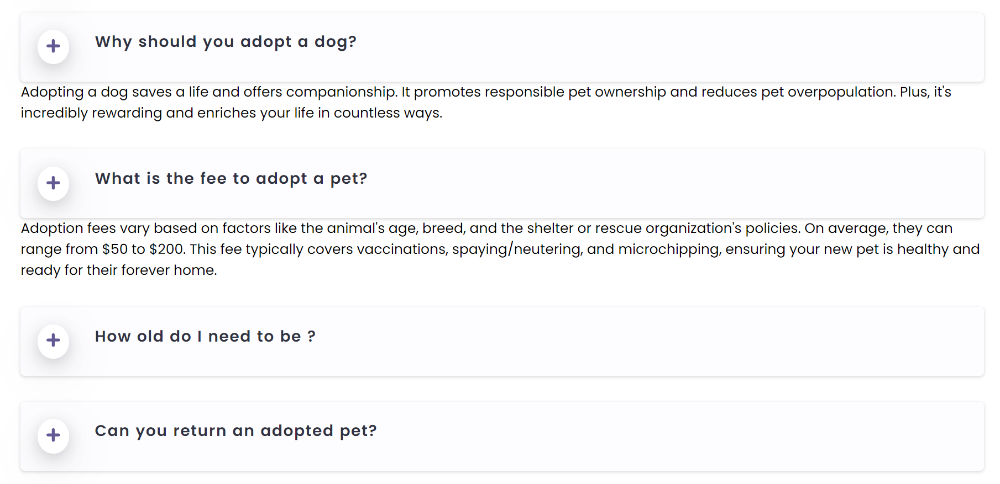 Why should you adopt a dog?
Adopting a dog saves a life and offers companionship. It promotes responsible pet ownership and reduces pet overpopulation. Plus, it's
incredibly rewarding and enriches your life in countless ways.
What is the fee to adopt a pet?
Adoption fees vary based on factors like the animal's age, breed, and the shelter or rescue organization's policies. On average, they can
range from $50 to $200. This fee typically covers vaccinations, spaying/neutering, and microchipping, ensuring your new pet is healthy and
ready for their forever home.
How old do I need to be ?
Can you return an adopted pet?